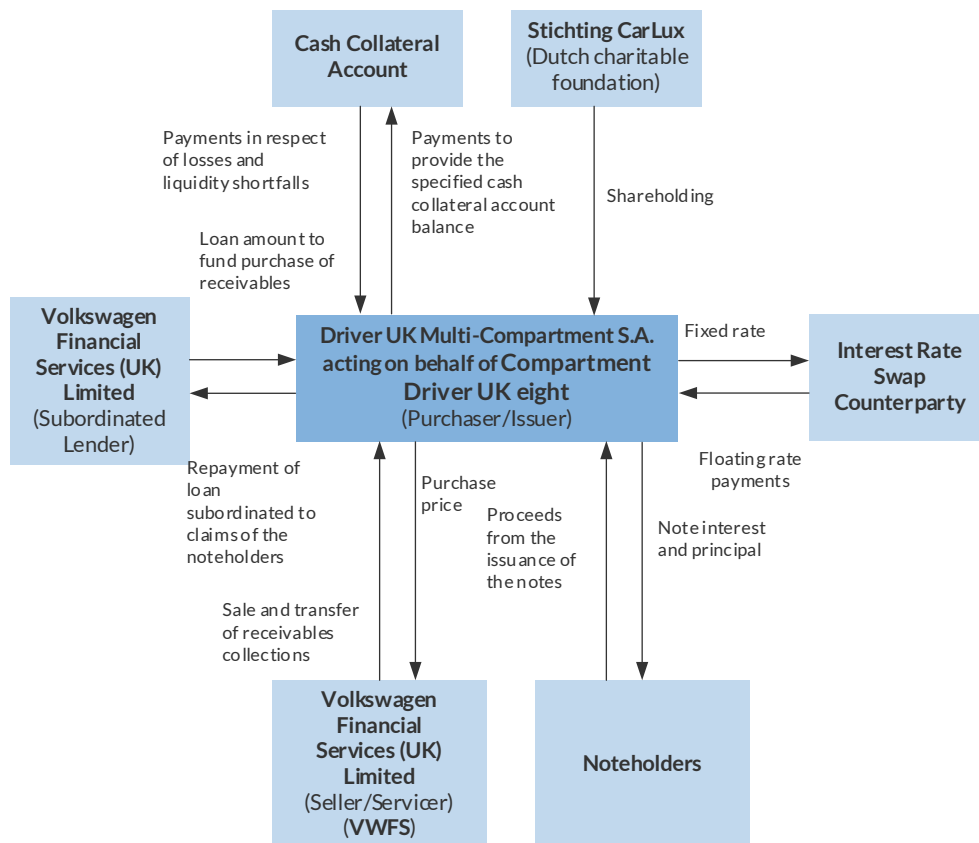 Cash Collateral
Account
Stichting CarLux
(Dutch charitable
foundation)
Payments in respect
of losses and
liquidity shortfalls
Payments to
provide the
specified cash
collateral account
balance
Shareholding
Loan amount to
fund purchase of
receivables
Volkswagen
Financial
Services (UK)
Limited
(Subordinated
Lender)
Driver UK Multi-Compartment S.A.
acting on behalf of Compartment
Driver UK eight
(Purchaser/Issuer)
Fixed rate
Interest Rate
Swap
Counterparty
Floating rate
payments
Repayment of
loan
subordinated to
claims of the
noteholders
Purchase
price
Proceeds
from the
issuance of
the notes
Note interest
and principal
Sale and transfer
of receivables
collections
Volkswagen
Financial
Services (UK)
Limited
(Seller/Servicer)
(VWFS)
Noteholders